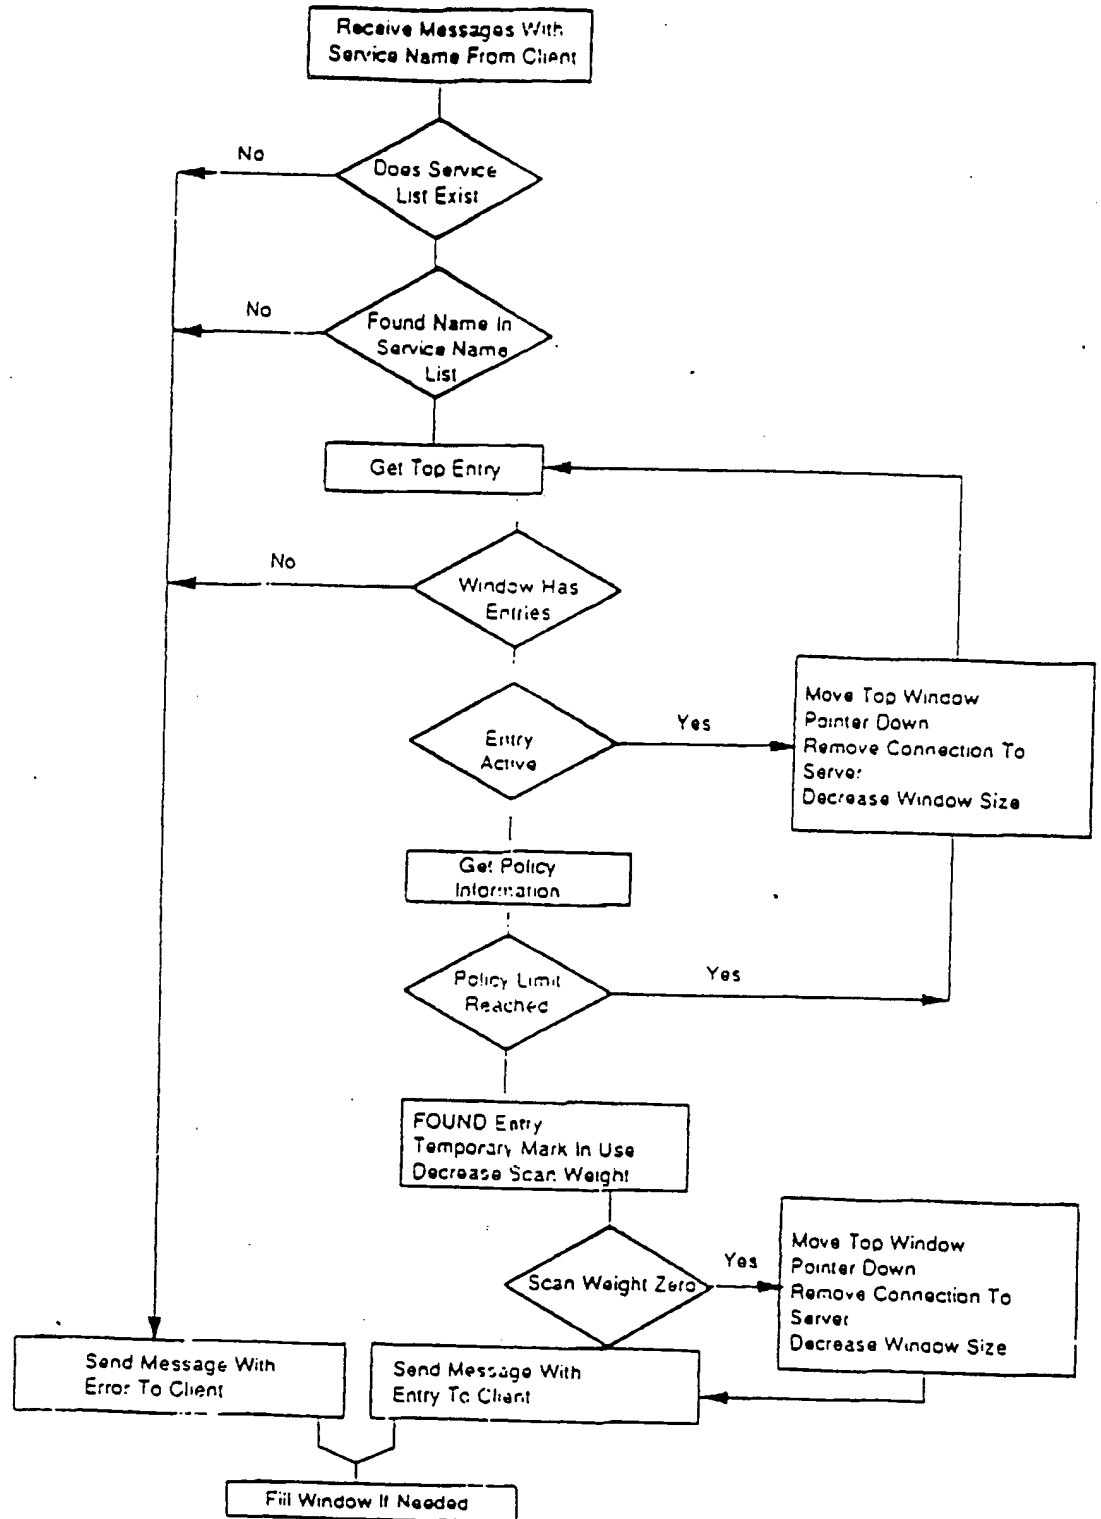 Receive Messages With
Service Name From Client
No
Does Service
List Exist
No
Found Name In
Service Name
List
Get Top Entry
No
Window Has
Entries
Move Top Window
Pointer Down
Remove Connection To
Server
Decrease Window Size
Yes
Entry
Active
Get Policy
Information
Policy Limit
Reached
Yes
FOUND Entry
Temporary Mark In Use
Decrease Scan Weight
Scan Weight Zero
Yes
Move Top Window
Pointer Down
Remove Connection To
Server
Decrease Window Size
Send Message With
Error To Client
Send Message With
Entry To Client
Fill Window If Needed